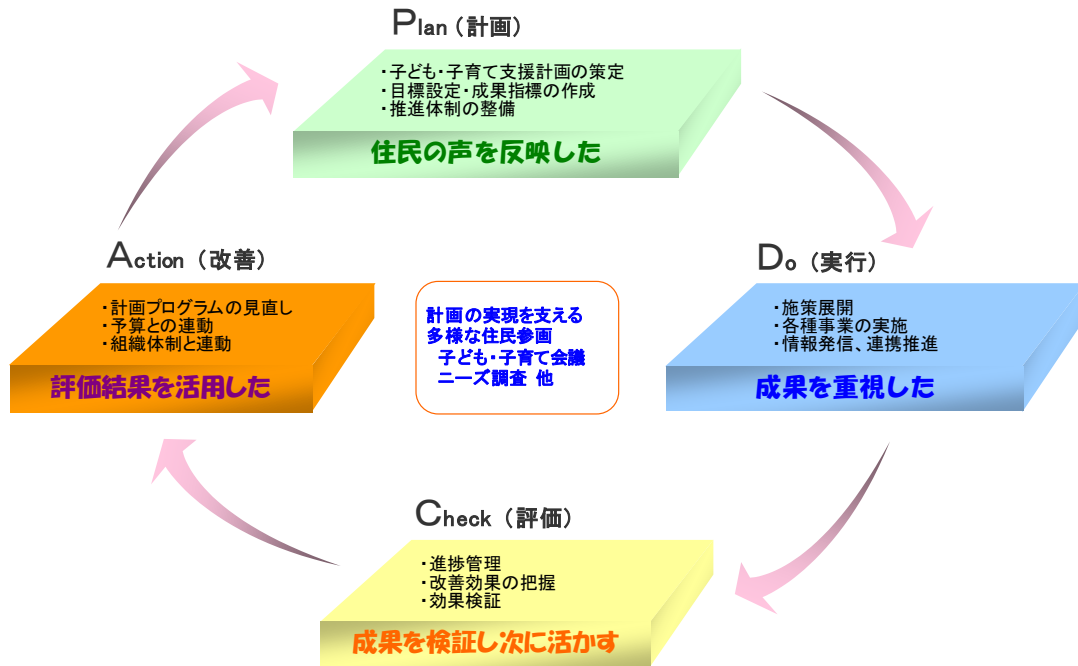 Plan（計画）
・子ども・子育て支援計画の策定
・目標設定・成果指標の作成
・推進体制の整備
住民の声を反映した
Action（改善）
・計画プログラムの見直し
・予算との連動
・組織体制と連動
評価結果を活用した
計画の実現を支える
多様な住民参画
子ども・子育て会議
ニーズ調査 他
Do（実行）
・施策展開
・各種事業の実施
・情報発信、連携推進
成果を重視した
Check（評価）
・進捗管理
・改善効果の把握
・効果検証
成果を検証し次に活かす